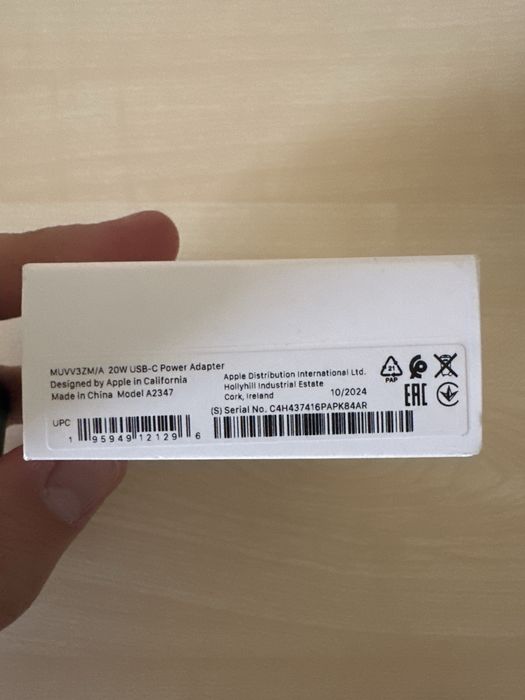 MUVV3ZM/A 20W USB-C Power Adapter
Designed by Apple in California
Made in China Model A2347
Apple Distribution International Ltd.
Hollyhill Industrial Estate
Cork, Ireland 10/2024
(S) Serial No. C4H437416PAPK84AR
UPC
1 95949 12129 6
21
PAP
EAC